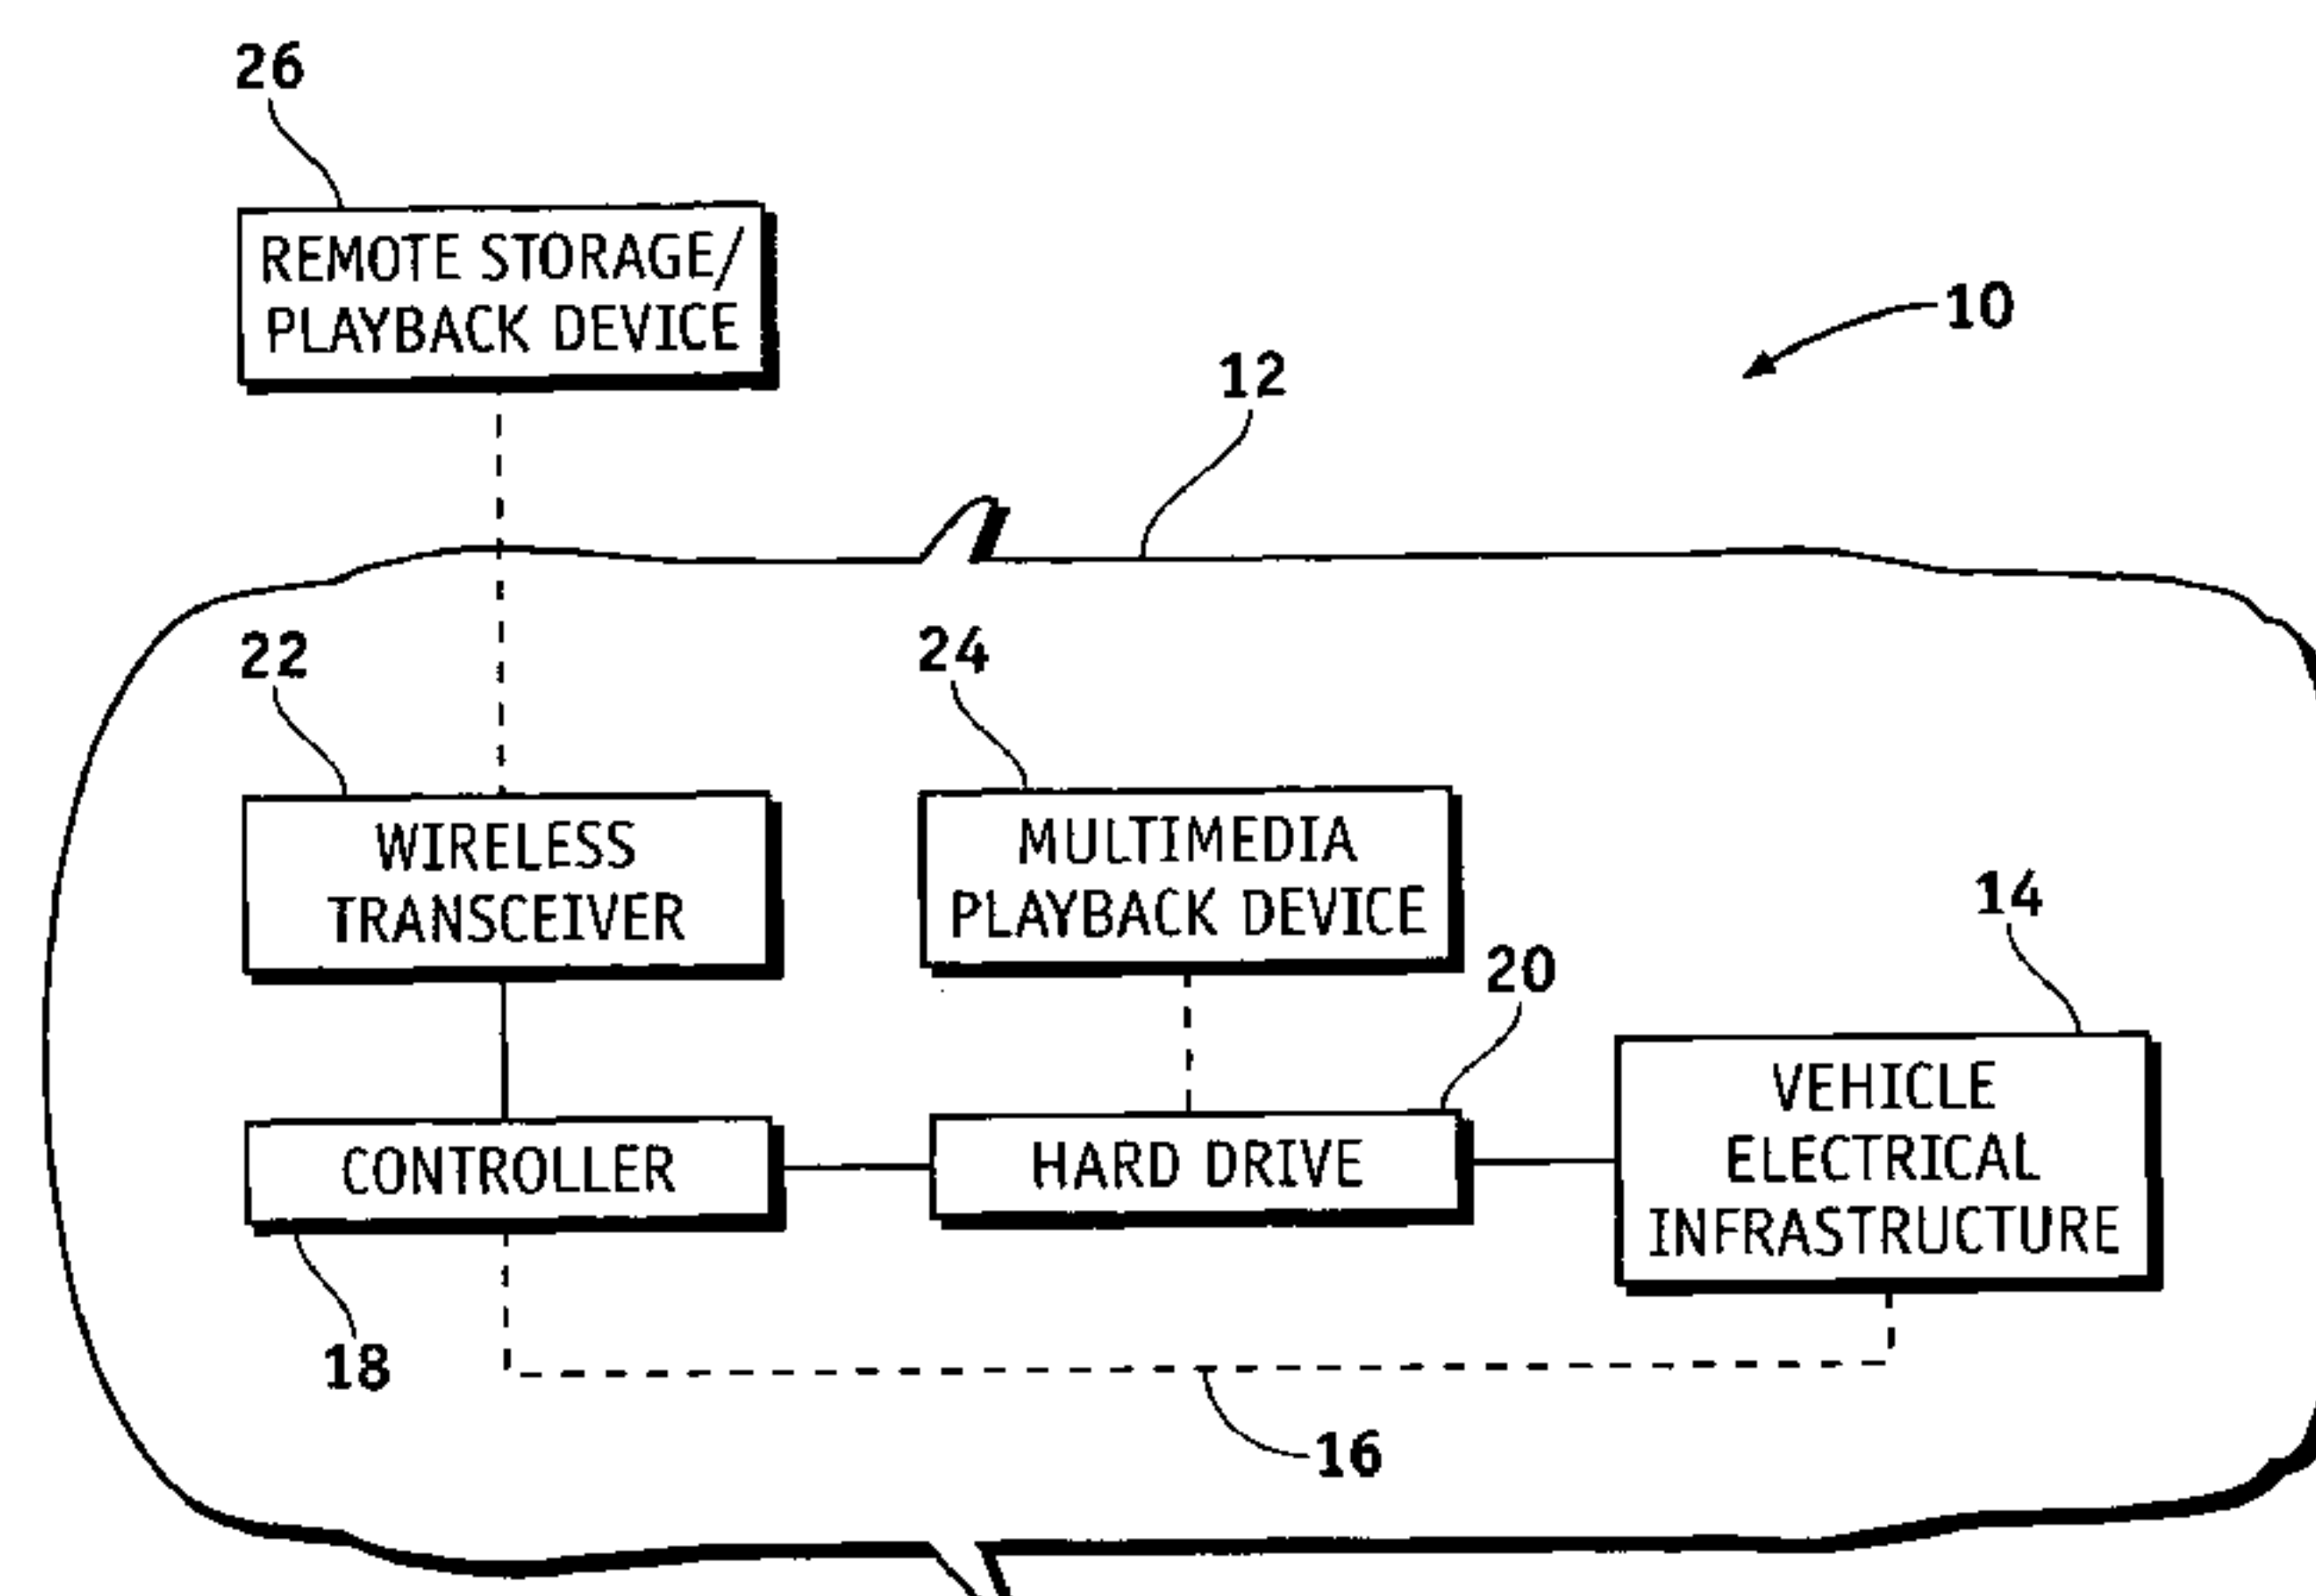 26
REMOTE STORAGE/
PLAYBACK DEVICE
10
12
22
24
WIRELESS
TRANSCEIVER
MULTIMEDIA
PLAYBACK DEVICE
14
20
VEHICLE
ELECTRICAL
INFRASTRUCTURE
CONTROLLER
HARD DRIVE
18
16